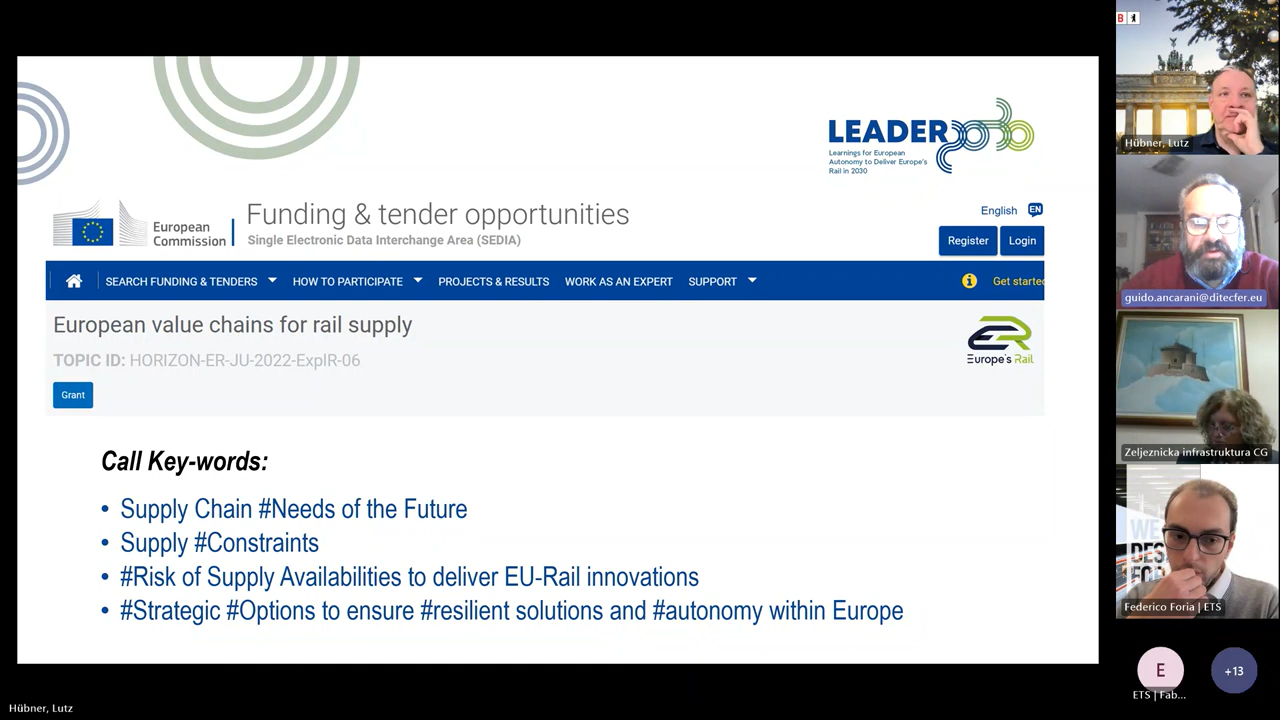 LEADER 2030
Learnings for European
Autonomy to Deliver Europe's
Rail in 2030
European
Commission
Funding & tender opportunities
Single Electronic Data Interchange Area (SEDIA)
English EN
Register Login
SEARCH FUNDING & TENDERS HOW TO PARTICIPATE PROJECTS & RESULTS WORK AS AN EXPERT SUPPORT Get started
European value chains for rail supply
TOPIC ID: HORIZON-ER-JU-2022-ExplR-06
Grant
ER
Europe's Rail
Call Key-words:
• Supply Chain #Needs of the Future
• Supply #Constraints
• #Risk of Supply Availabilities to deliver EU-Rail innovations
• #Strategic #Options to ensure #resilient solutions and #autonomy within Europe
B
Hübner, Lutz
guido.ancarani@ditecfer.eu
Zeljeznicka infrastruktura CG
WE
DES
Federico Foria | ETS
E
+13
ETS | Fab...
Hübner, Lutz